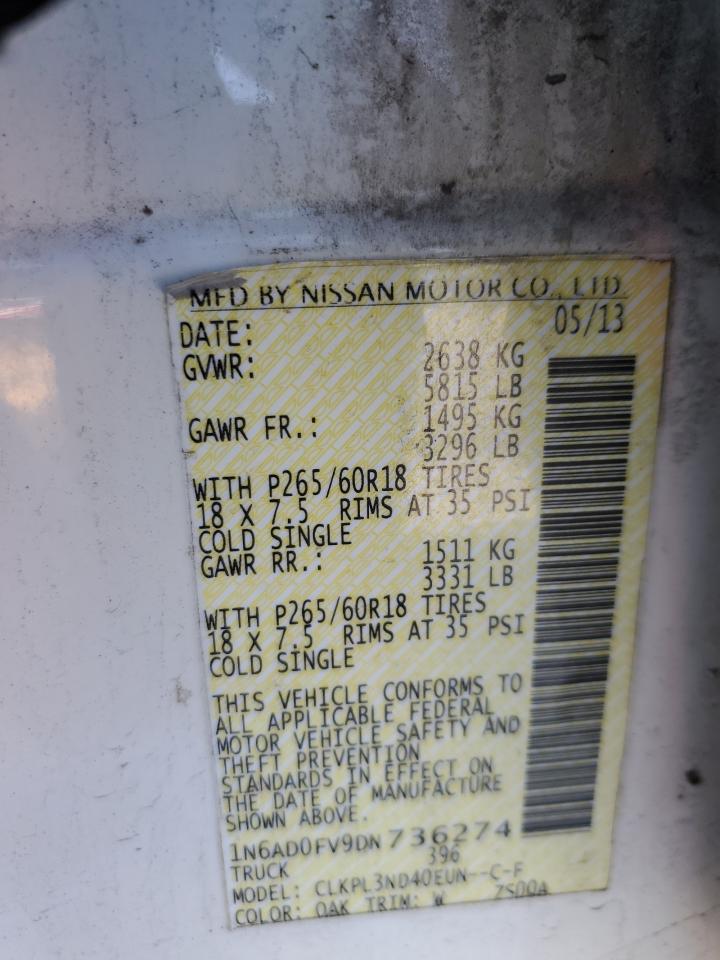 MFD BY NISSAN MOTOR CO., LTD.
DATE: 05/13
GVWR: 2638 KG
5815 LB
GAWR FR.: 1495 KG
3296 LB
WITH P265/60R18 TIRES
18 X 7.5 RIMS AT 35 PSI
COLD SINGLE
GAWR RR.: 1511 KG
3331 LB
WITH P265/60R18 TIRES
18 X 7.5 RIMS AT 35 PSI
COLD SINGLE
THIS VEHICLE CONFORMS TO
ALL APPLICABLE FEDERAL
MOTOR VEHICLE SAFETY AND
THEFT PREVENTION
STANDARDS IN EFFECT ON
THE DATE OF MANUFACTURE
SHOWN ABOVE.
1N6AD0FV9DN736274
TRUCK 396
MODEL: CLKPL3ND40EUN--C-F
COLOR: QAK TRIM: W ZS00A